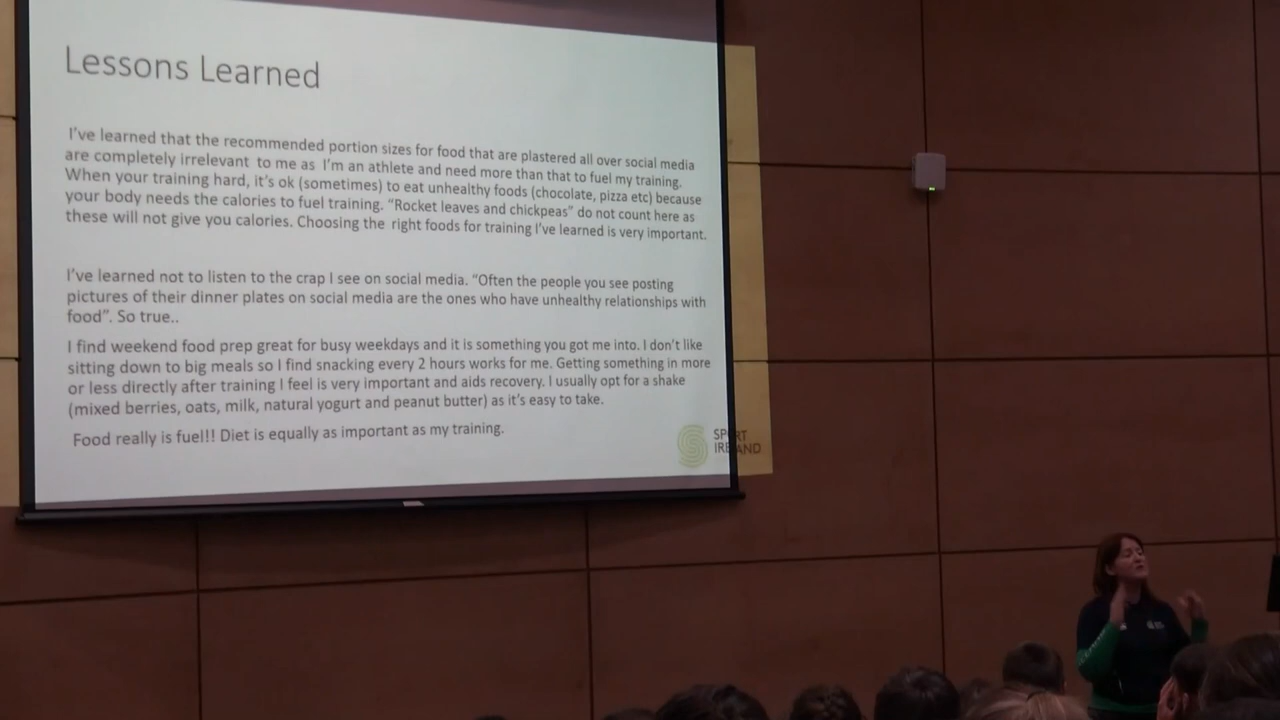 Lessons Learned
I've learned that the recommended portion sizes for food that are plastered all over social media
are completely irrelevant to me as I'm an athlete and need more than that to fuel my training.
When your training hard, it's ok (sometimes) to eat unhealthy foods (chocolate, pizza etc) because
your body needs the calories to fuel training. “Rocket leaves and chickpeas” do not count here as
these will not give you calories. Choosing the right foods for training I've learned is very important.
I've learned not to listen to the crap I see on social media. “Often the people you see posting
pictures of their dinner plates on social media are the ones who have unhealthy relationships with
food”. So true..
I find weekend food prep great for busy weekdays and it is something you got me into. I don't like
sitting down to big meals so I find snacking every 2 hours works for me. Getting something in more
or less directly after training I feel is very important and aids recovery. I usually opt for a shake
(mixed berries, oats, milk, natural yogurt and peanut butter) as it's easy to take.
Food really is fuel!! Diet is equally as important as my training.
SPORT
IRELAND